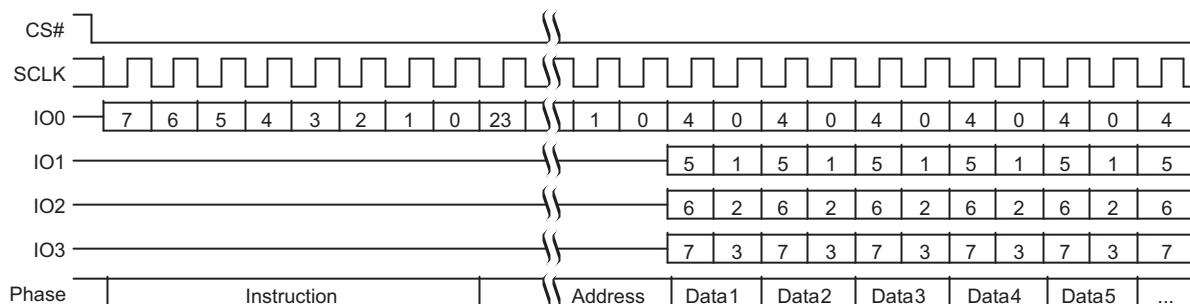 CS#
SCLK
IO0 7 6 5 4 3 2 1 0 23 1 0 4 0 4 0 4 0 4 0 4 0 4
IO1 5 1 5 1 5 1 5 1 5 1 5
IO2 6 2 6 2 6 2 6 2 6 2 6
IO3 7 3 7 3 7 3 7 3 7 3 7
Phase Instruction Address Data1 Data2 Data3 Data4 Data5 ...